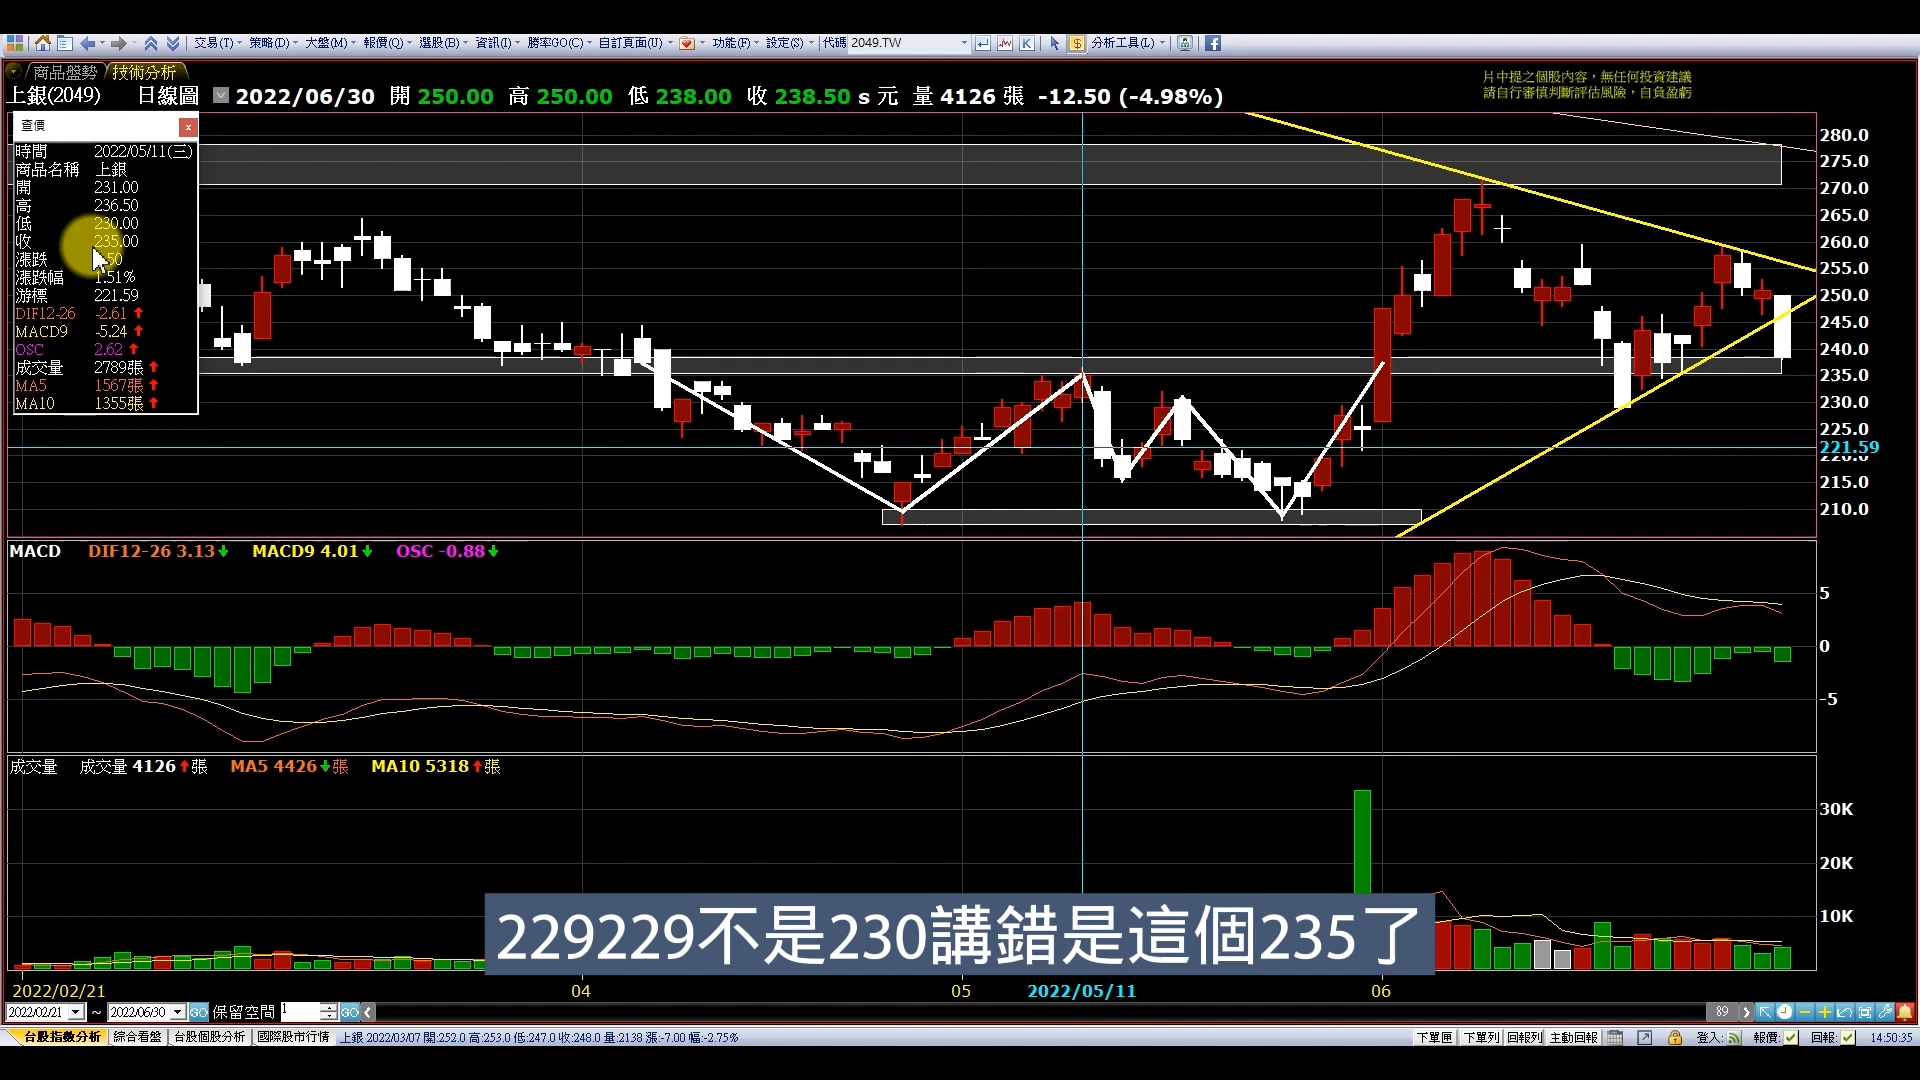 交易(T) 策略(D) 大盤(M) 報價(Q) 選股(B) 資訊(I) 勝率GO(C) 自訂頁面(U) 功能(F) 設定(S) 代碼 2049.TW K $ 分析工具(L)
商品盤勢 技術分析
片中提之個股內容，無任何投資建議
請自行審慎判斷評估風險，自負盈虧
上銀(2049) 日線圖 2022/06/30 開 250.00 高 250.00 低 238.00 收 238.50 s 元 量 4126 張 -12.50 (-4.98%)
查價 x
時間 2022/05/11(三)
商品名稱 上銀
開 231.00
高 236.50
低 230.00
收 235.00
漲跌
漲跌幅 1.51%
游標 221.59
DIF12-26 -2.61
MACD9 -5.24
OSC 2.62
成交量 2789張
MA5 1567張
MA10 1355張
280.0
275.0
270.0
265.0
260.0
255.0
250.0
245.0
240.0
235.0
230.0
225.0
221.59
215.0
210.0
MACD DIF12-26 3.13 MACD9 4.01 OSC -0.88
5
0
-5
成交量 成交量 4126 張 MA5 4426 張 MA10 5318 張
30K
20K
10K
229229不是230講錯是這個235了
2022/02/21 04 05 2022/05/11 06
2022/02/21 ~ 2022/06/30 GO 保留空間 1 GO 89
台股指數分析 綜合看盤 台股個股分析 國際股市行情 上銀 2022/03/07 開:252.0 高:253.0 低:247.0 收:248.0 量:2138 漲:-7.00 幅:-2.75% 下單匣 下單列 回報列 主動回報 登入: 報價: 回報: 14:50:35